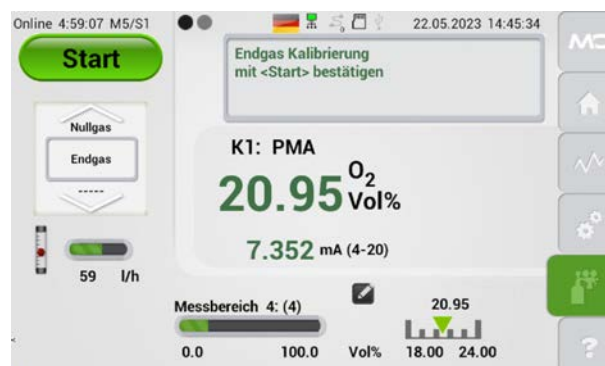 Online 4:59:07 M5/S1
22.05.2023 14:45:34
Start
Endgas Kalibrierung
mit <Start> bestätigen
Nullgas
Endgas
-----
K1: PMA
20.95 O2 Vol%
7.352 mA (4-20)
59 l/h
Messbereich 4: (4)
20.95
0.0 100.0 Vol% 18.00 24.00
MC
?
<